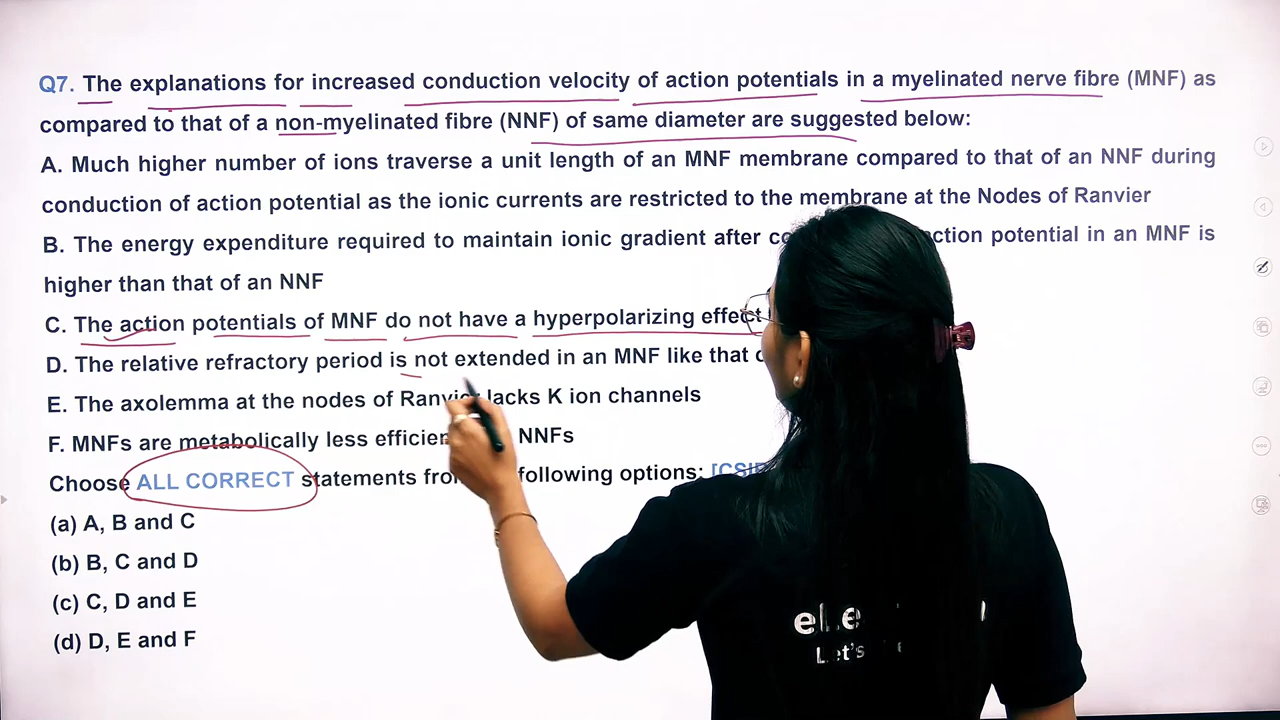 Q7. The explanations for increased conduction velocity of action potentials in a myelinated nerve fibre (MNF) as
compared to that of a non-myelinated fibre (NNF) of same diameter are suggested below:
A. Much higher number of ions traverse a unit length of an MNF membrane compared to that of an NNF during
conduction of action potential as the ionic currents are restricted to the membrane at the Nodes of Ranvier
B. The energy expenditure required to maintain ionic gradient after action potential in an MNF is
higher than that of an NNF
C. The action potentials of MNF do not have a hyperpolarizing effect
D. The relative refractory period is not extended in an MNF like that
E. The axolemma at the nodes of Ranvier lacks K ion channels
F. MNFs are metabolically less efficient NNFs
Choose ALL CORRECT statements following options:
(a) A, B and C
(b) B, C and D
(c) C, D and E
(d) D, E and F
Let's